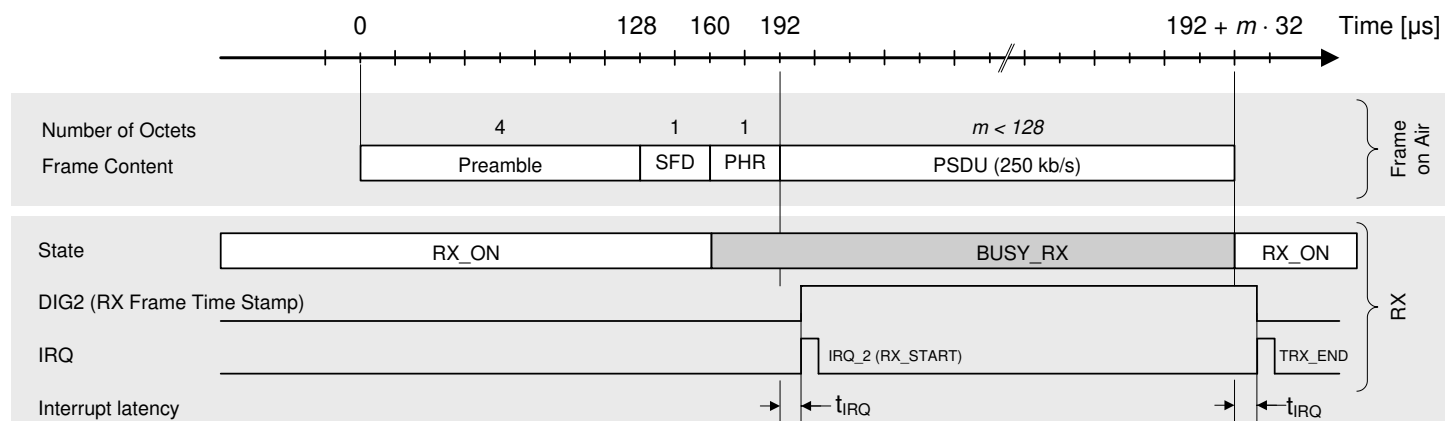 0 128 160 192 192 + m · 32 Time [µs]
Number of Octets 4 1 1 m < 128
Frame Content Preamble SFD PHR PSDU (250 kb/s)
Frame
on Air
State RX_ON BUSY_RX RX_ON
DIG2 (RX Frame Time Stamp)
RX
IRQ IRQ_2 (RX_START) TRX_END
Interrupt latency tIRQ tIRQ